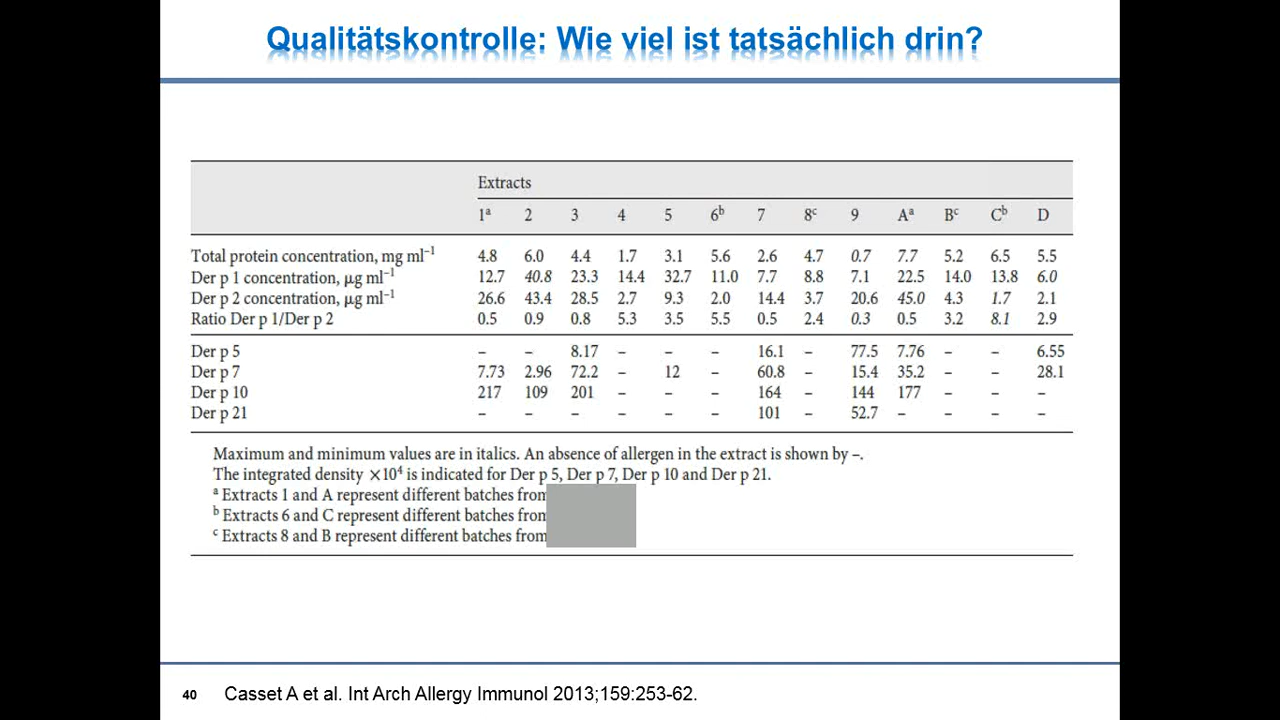 Qualitätskontrolle: Wie viel ist tatsächlich drin?
Extracts
1ᵃ 2 3 4 5 6ᵇ 7 8ᶜ 9 Aᵃ Bᶜ Cᵇ D
Total protein concentration, mg ml⁻¹ 4.8 6.0 4.4 1.7 3.1 5.6 2.6 4.7 0.7 7.7 5.2 6.5 5.5
Der p 1 concentration, µg ml⁻¹ 12.7 40.8 23.3 14.4 32.7 11.0 7.7 8.8 7.1 22.5 14.0 13.8 6.0
Der p 2 concentration, µg ml⁻¹ 26.6 43.4 28.5 2.7 9.3 2.0 14.4 3.7 20.6 45.0 4.3 1.7 2.1
Ratio Der p 1/Der p 2 0.5 0.9 0.8 5.3 3.5 5.5 0.5 2.4 0.3 0.5 3.2 8.1 2.9
Der p 5 – – 8.17 – – – 16.1 – 77.5 7.76 – – 6.55
Der p 7 7.73 2.96 72.2 – 12 – 60.8 – 15.4 35.2 – – 28.1
Der p 10 217 109 201 – – – 164 – 144 177 – – –
Der p 21 – – – – – – 101 – 52.7 – – – –
Maximum and minimum values are in italics. An absence of allergen in the extract is shown by –.
The integrated density ×10⁴ is indicated for Der p 5, Der p 7, Der p 10 and Der p 21.
ᵃ Extracts 1 and A represent different batches from
ᵇ Extracts 6 and C represent different batches from
ᶜ Extracts 8 and B represent different batches from
40 Casset A et al. Int Arch Allergy Immunol 2013;159:253-62.